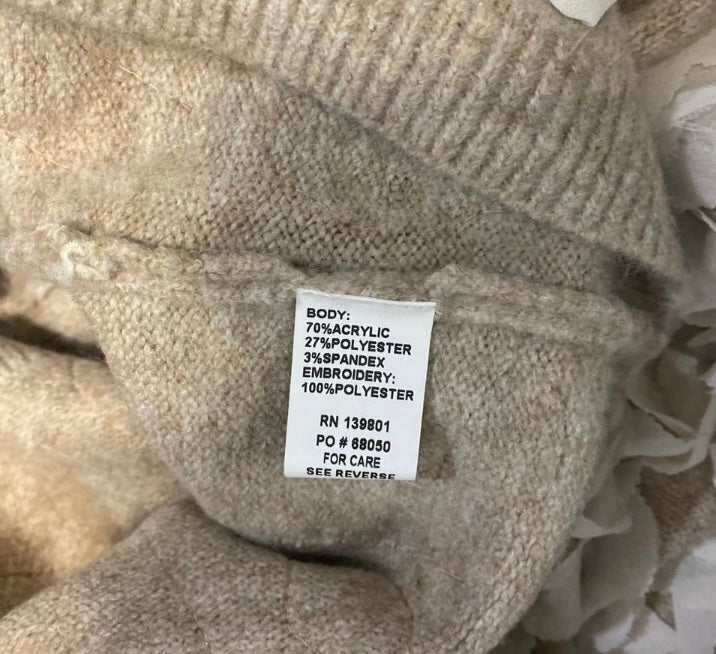 BODY:
70%ACRYLIC
27%POLYESTER
3%SPANDEX
EMBROIDERY:
100%POLYESTER
RN 139801
PO # 68050
FOR CARE
SEE REVERSE